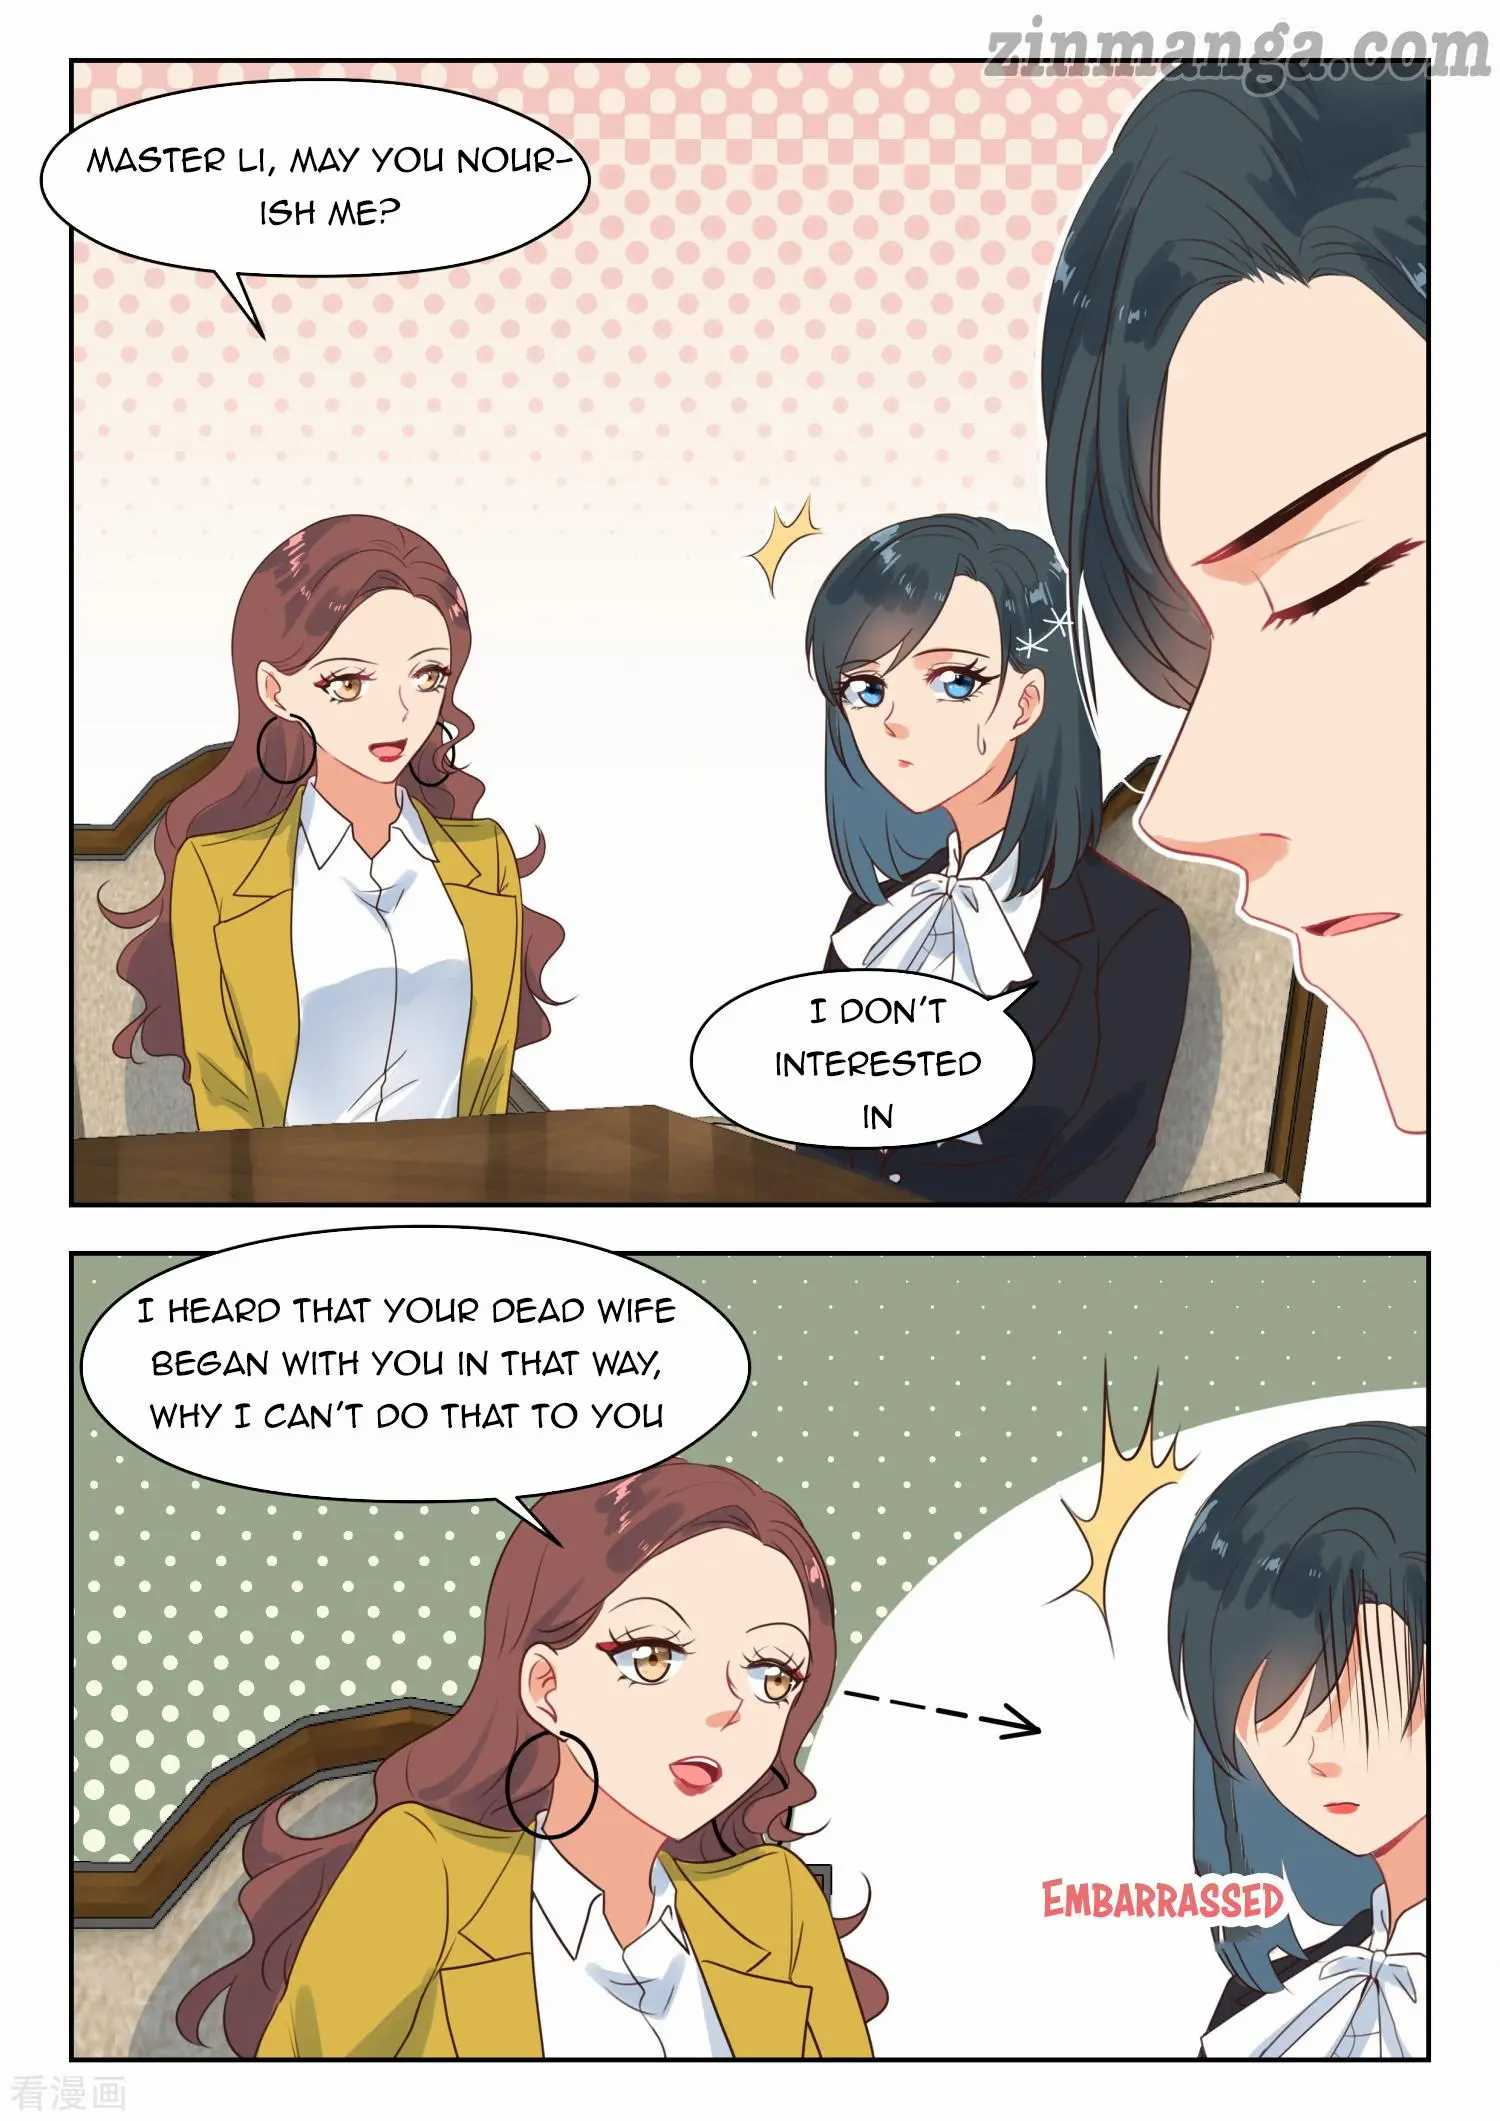 zinmanga.com
MASTER LI, MAY YOU NOUR-
ISH ME?
I DON'T
INTERESTED
IN
I HEARD THAT YOUR DEAD WIFE
BEGAN WITH YOU IN THAT WAY,
WHY I CAN'T DO THAT TO YOU
EMBARRASSED
看漫画